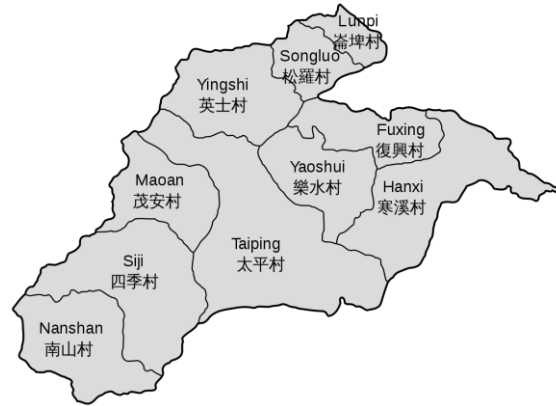 Lunpi
崙埤村
Songluo
松羅村
Yingshi
英士村
Fuxing
復興村
Yaoshui
樂水村
Maoan
茂安村
Hanxi
寒溪村
Taiping
太平村
Siji
四季村
Nanshan
南山村